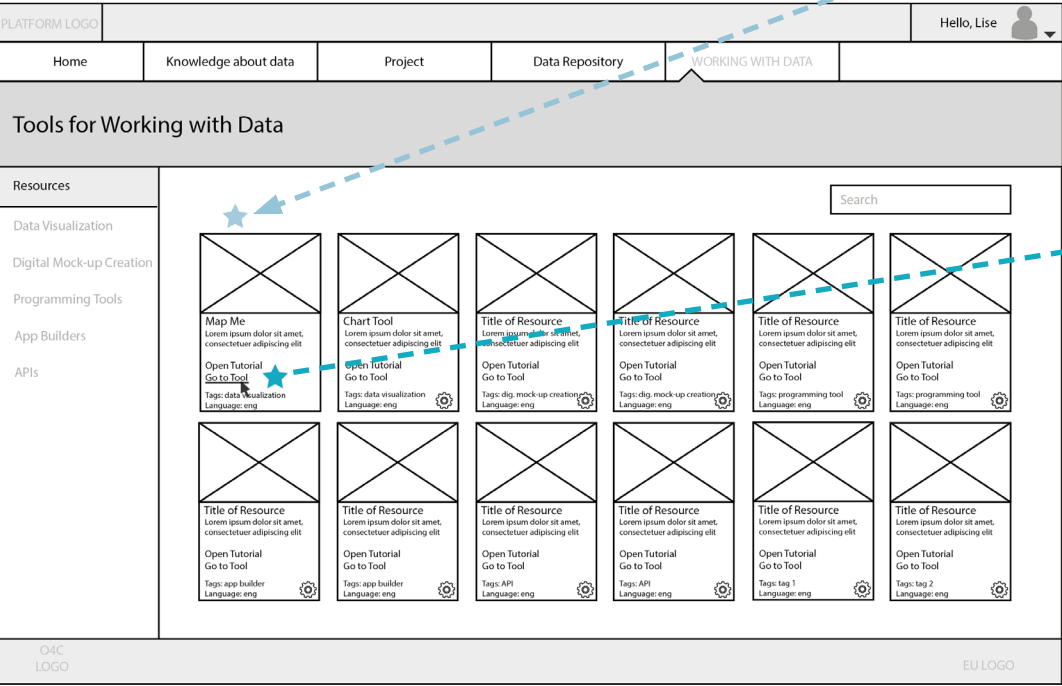 PLATFORM LOGO
Hello, Lise
Home
Knowledge about data
Project
Data Repository
WORKING WITH DATA
Tools for Working with Data
Resources
Data Visualization
Digital Mock-up Creation
Programming Tools
App Builders
APIs
Search
Map Me
Lorem ipsum dolor sit amet,
consectetuer adipiscing elit
Open Tutorial
Go to Tool
Tags: data visualization
Language: eng
Chart Tool
Lorem ipsum dolor sit amet,
consectetuer adipiscing elit
Open Tutorial
Go to Tool
Tags: data visualization
Language: eng
Title of Resource
Lorem ipsum dolor sit amet,
consectetuer adipiscing elit
Open Tutorial
Go to Tool
Tags: dig. mock-up creation
Language: eng
Title of Resource
Lorem ipsum dolor sit amet,
consectetuer adipiscing elit
Open Tutorial
Go to Tool
Tags: dig. mock-up creation
Language: eng
Title of Resource
Lorem ipsum dolor sit amet,
consectetuer adipiscing elit
Open Tutorial
Go to Tool
Tags: programming tool
Language: eng
Title of Resource
Lorem ipsum dolor sit amet,
consectetuer adipiscing elit
Open Tutorial
Go to Tool
Tags: programming tool
Language: eng
Title of Resource
Lorem ipsum dolor sit amet,
consectetuer adipiscing elit
Open Tutorial
Go to Tool
Tags: app builder
Language: eng
Title of Resource
Lorem ipsum dolor sit amet,
consectetuer adipiscing elit
Open Tutorial
Go to Tool
Tags: app builder
Language: eng
Title of Resource
Lorem ipsum dolor sit amet,
consectetuer adipiscing elit
Open Tutorial
Go to Tool
Tags: API
Language: eng
Title of Resource
Lorem ipsum dolor sit amet,
consectetuer adipiscing elit
Open Tutorial
Go to Tool
Tags: API
Language: eng
Title of Resource
Lorem ipsum dolor sit amet,
consectetuer adipiscing elit
Open Tutorial
Go to Tool
Tags: tag 1
Language: eng
Title of Resource
Lorem ipsum dolor sit amet,
consectetuer adipiscing elit
Open Tutorial
Go to Tool
Tags: tag 2
Language: eng
O4C
LOGO
EU LOGO